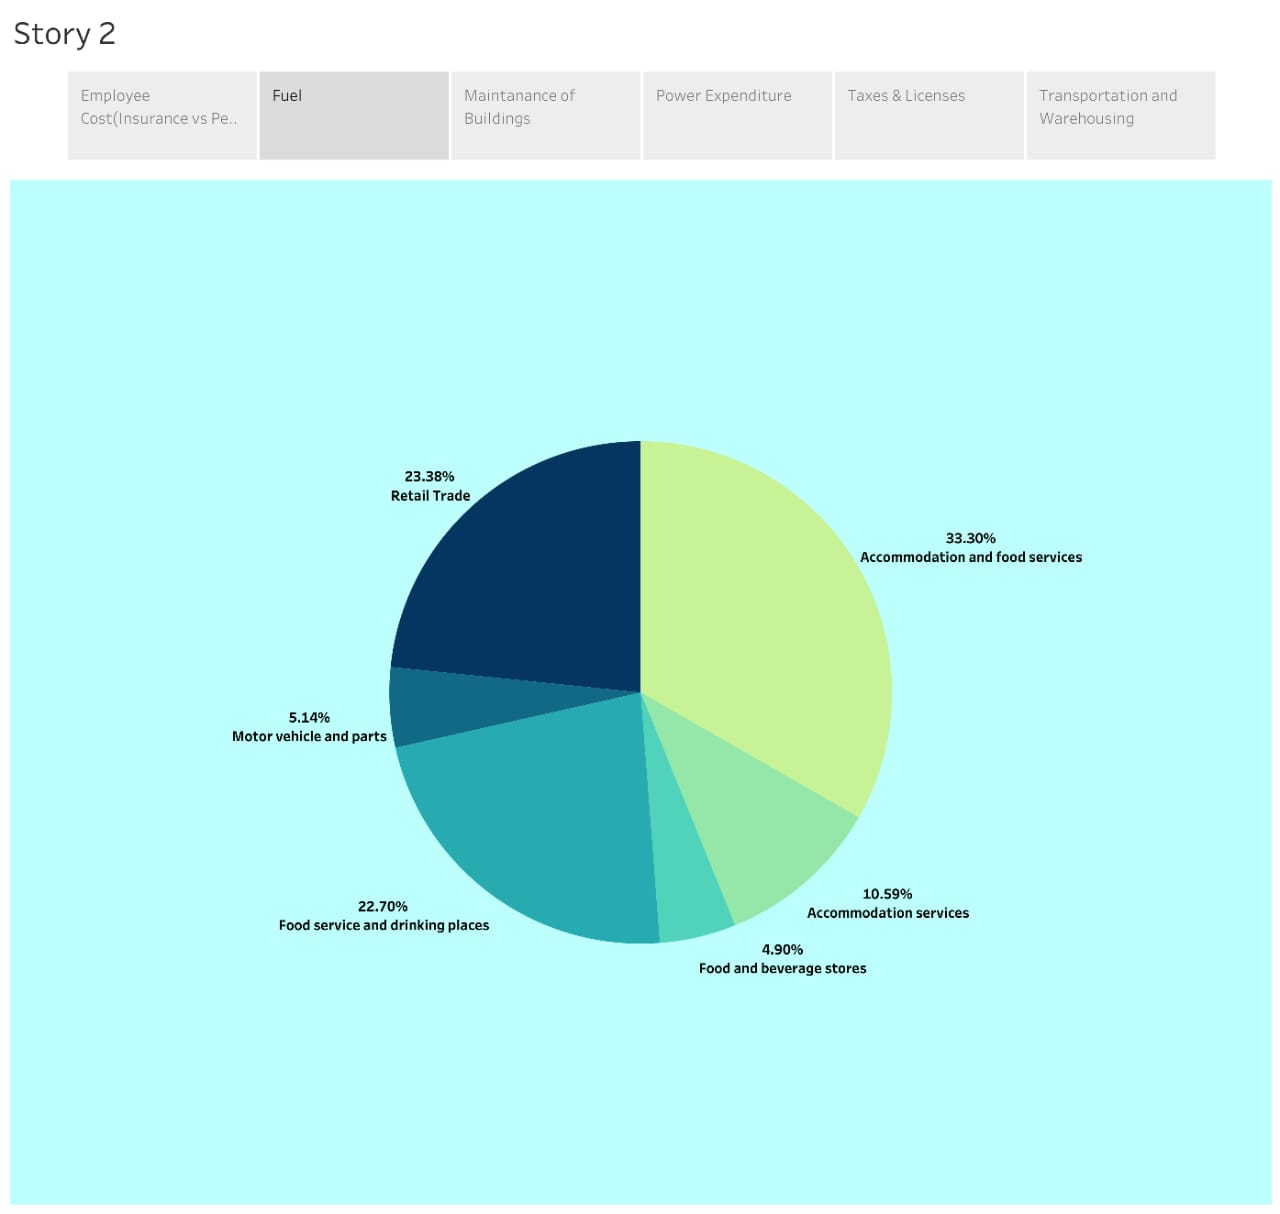 Story 2
Employee
Cost(Insurance vs Pe..
Fuel
Maintanance of
Buildings
Power Expenditure
Taxes & Licenses
Transportation and
Warehousing
23.38%
Retail Trade
33.30%
Accommodation and food services
5.14%
Motor vehicle and parts
10.59%
Accommodation services
22.70%
Food service and drinking places
4.90%
Food and beverage stores